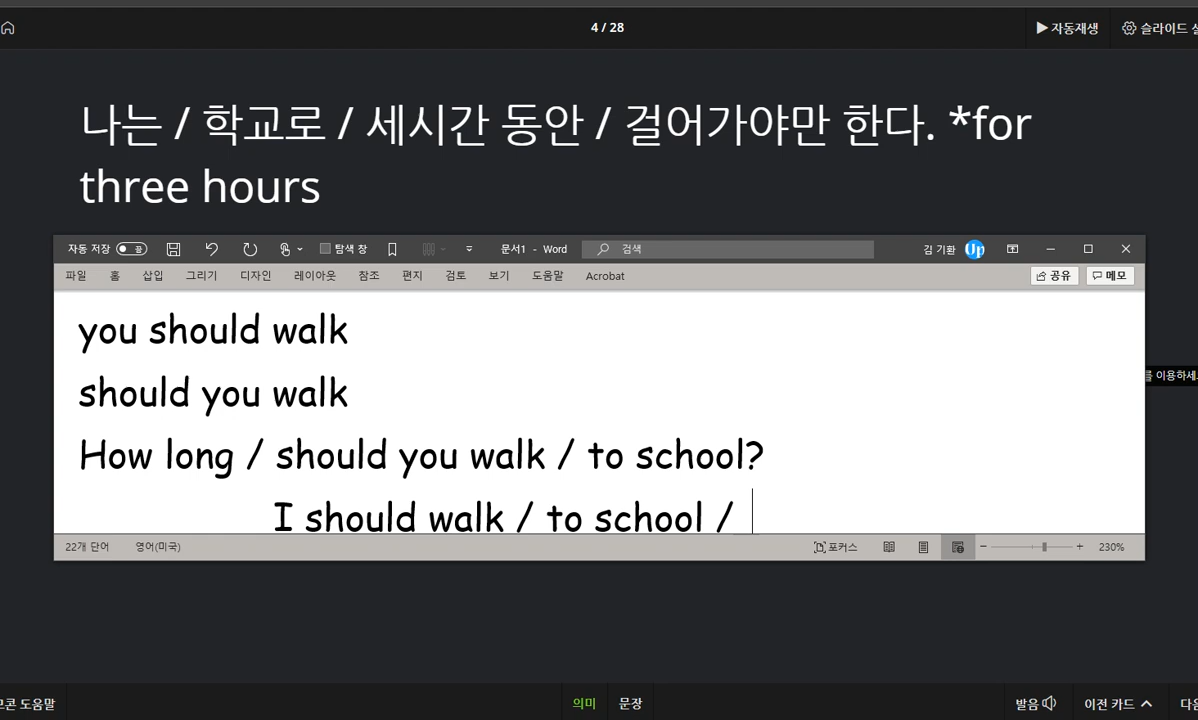 4 / 28
▶ 자동재생
슬라이드
나는 / 학교로 / 세시간 동안 / 걸어가야만 한다. *for
three hours
자동 저장 끔
탐색 창
문서1 - Word
검색
김 기환
Up
파일 홈 삽입 그리기 디자인 레이아웃 참조 편지 검토 보기 도움말 Acrobat
공유 메모
you should walk
should you walk
를 이용하세
How long / should you walk / to school?
I should walk / to school /
22개 단어 영어(미국)
포커스
- + 230%
도움말
의미 문장
발음
이전 카드